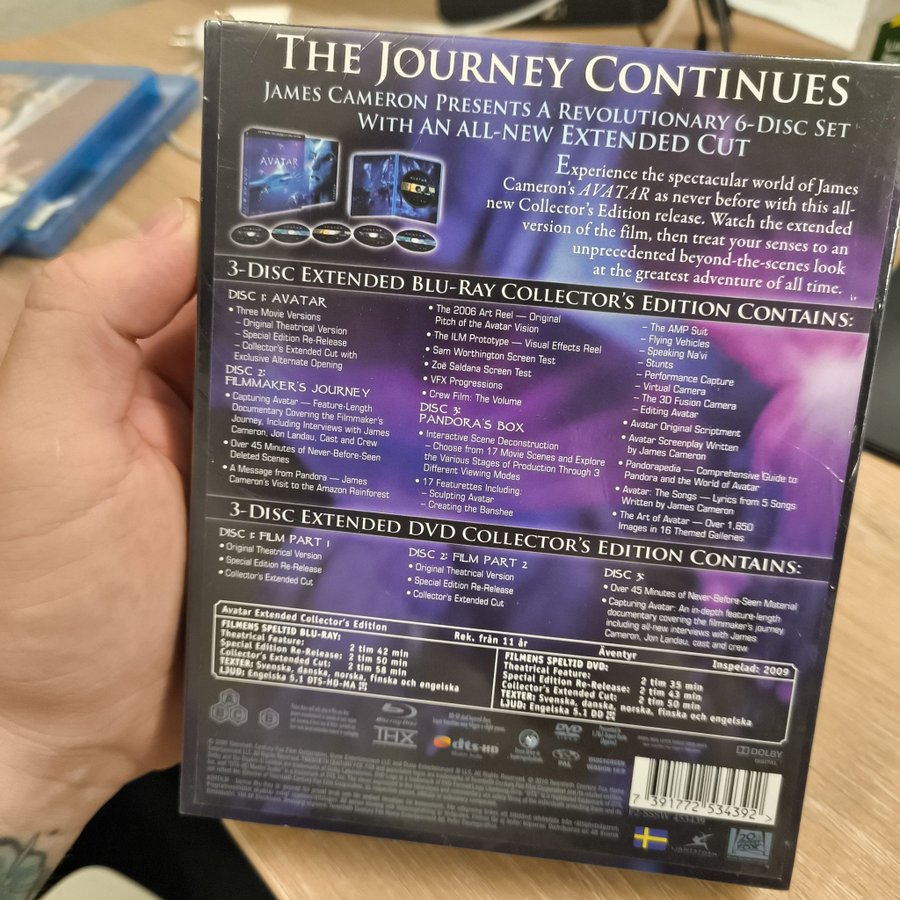 THE JOURNEY CONTINUES
JAMES CAMERON PRESENTS A REVOLUTIONARY 6-DISC SET
WITH AN ALL-NEW EXTENDED CUT
AVATAR
Experience the spectacular world of James
Cameron's AVATAR as never before with this all-
new Collector's Edition release. Watch the extended
version of the film, then treat your senses to an
unprecedented beyond-the-scenes look
at the greatest adventure of all time.
3-DISC EXTENDED BLU-RAY COLLECTOR'S EDITION CONTAINS:
DISC 1: AVATAR
• Three Movie Versions
– Original Theatrical Version
– Special Edition Re-Release
– Collector's Extended Cut with
Exclusive Alternate Opening
DISC 2:
FILMMAKER'S JOURNEY
• Capturing Avatar — Feature-Length
Documentary Covering the Filmmaker's
Journey, Including Interviews with James
Cameron, Jon Landau, Cast and Crew
• Over 45 Minutes of Never-Before-Seen
Deleted Scenes
• A Message from Pandora — James
Cameron's Visit to the Amazon Rainforest
• The 2006 Art Reel — Original
Pitch of the Avatar Vision
• The ILM Prototype — Visual Effects Reel
• Sam Worthington Screen Test
• Zoë Saldana Screen Test
• VFX Progressions
• Crew Film: The Volume
DISC 3:
PANDORA'S BOX
• Interactive Scene Deconstruction
– Choose from 17 Movie Scenes and Explore
the Various Stages of Production Through 3
Different Viewing Modes
• 17 Featurettes Including:
– Sculpting Avatar
– Creating the Banshee
– The AMP Suit
– Flying Vehicles
– Speaking Na'vi
– Stunts
– Performance Capture
– Virtual Camera
– The 3D Fusion Camera
– Editing Avatar
• Avatar Original Scriptment
• Avatar Screenplay Written
by James Cameron
• Pandorapedia — Comprehensive Guide to
Pandora and the World of Avatar
• Avatar: The Songs — Lyrics from 5 Songs
Written by James Cameron
• The Art of Avatar — Over 1,850
Images in 16 Themed Galleries
3-DISC EXTENDED DVD COLLECTOR'S EDITION CONTAINS:
DISC 1: FILM PART 1
• Original Theatrical Version
• Special Edition Re-Release
• Collector's Extended Cut
DISC 2: FILM PART 2
• Original Theatrical Version
• Special Edition Re-Release
• Collector's Extended Cut
DISC 3:
• Over 45 Minutes of Never-Before-Seen Material
• Capturing Avatar: An in-depth feature-length
documentary covering the filmmaker's journey
including all-new interviews with James
Cameron, Jon Landau, cast and crew
Avatar Extended Collector's Edition Rek. från 11 år Äventyr Inspelad: 2009
FILMENS SPELTID BLU-RAY:
Theatrical Feature: 2 tim 42 min
Special Edition Re-Release: 2 tim 50 min
Collector's Extended Cut: 2 tim 58 min
TEXTER: Svenska, danska, norska, finska och engelska
LJUD: Engelska 5.1 DTS-HD-MA
FILMENS SPELTID DVD:
Theatrical Feature: 2 tim 35 min
Special Edition Re-Release: 2 tim 43 min
Collector's Extended Cut: 2 tim 50 min
TEXTER: Svenska, danska, norska, finska och engelska
LJUD: Engelska 5.1 DD
A B C
B
Blu-ray Disc
THX
dts-HD
DVD
PAL
WIDESCREEN
DOLBY
DIGITAL
7 391772 534392 >
20th CENTURY FOX